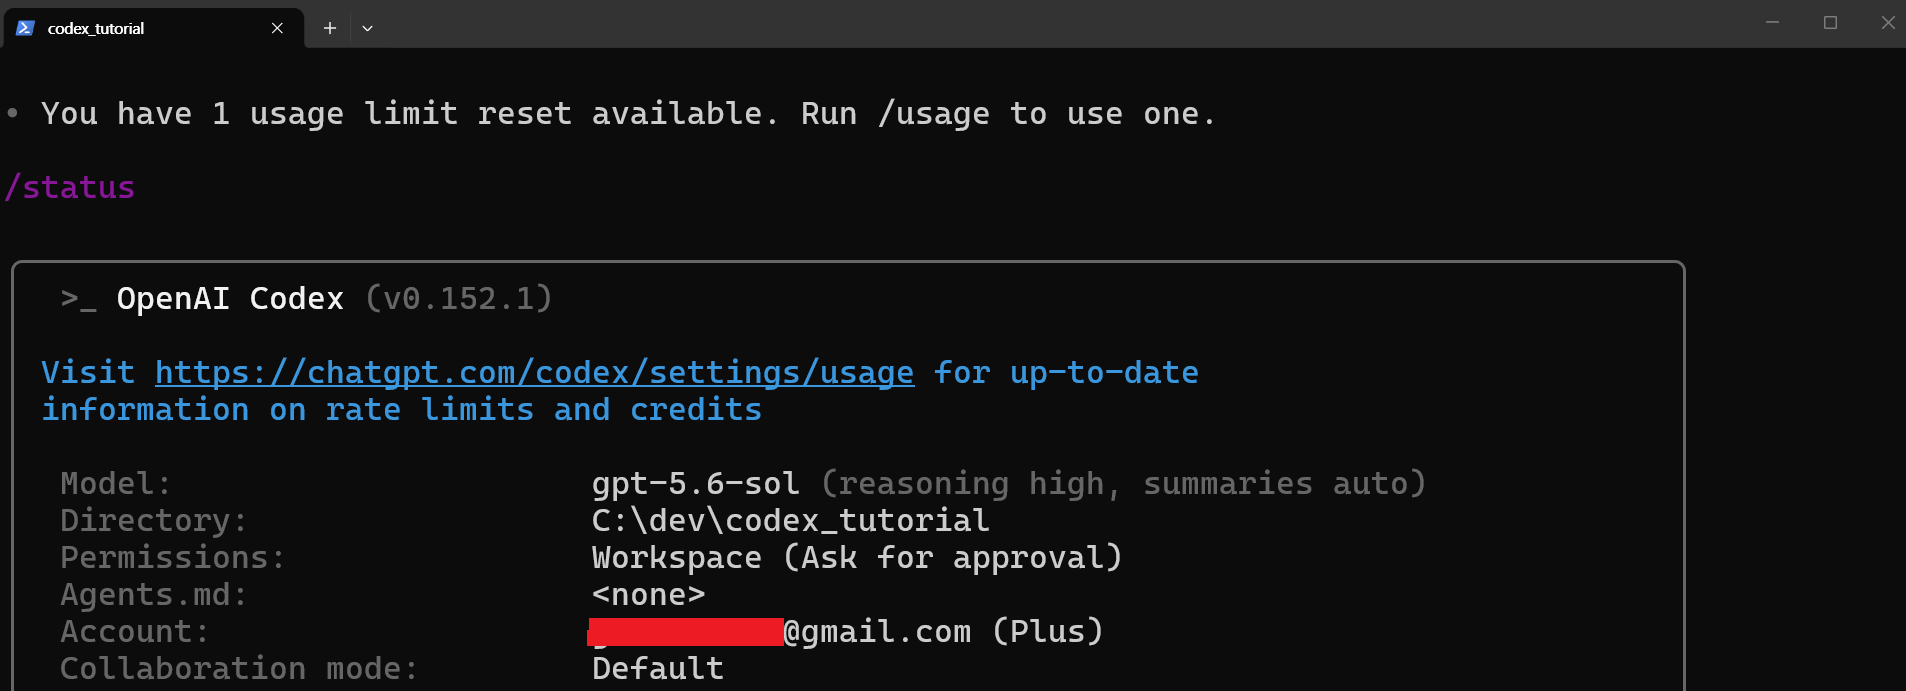 codex_tutorial
• You have 1 usage limit reset available. Run /usage to use one.
/status
>_ OpenAI Codex (v0.152.1)
Visit https://chatgpt.com/codex/settings/usage for up-to-date
information on rate limits and credits
Model: gpt-5.6-sol (reasoning high, summaries auto)
Directory: C:\dev\codex_tutorial
Permissions: Workspace (Ask for approval)
Agents.md: <none>
Account: @gmail.com (Plus)
Collaboration mode: Default